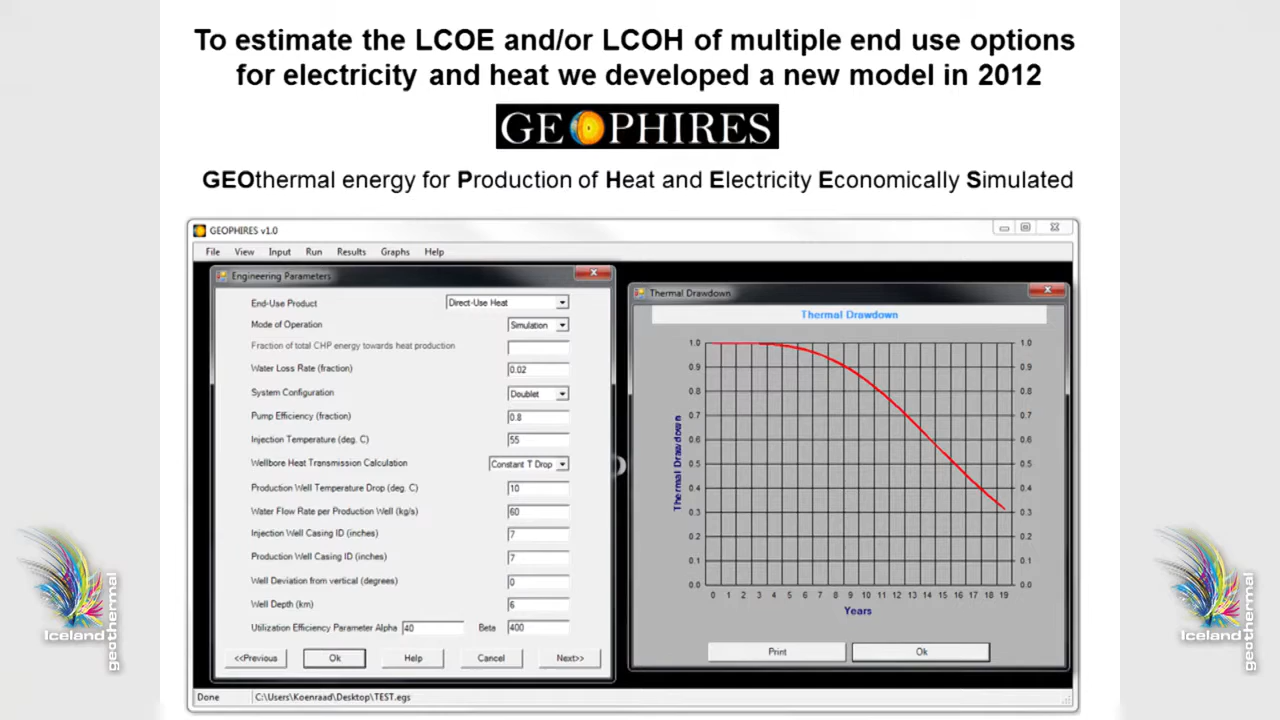 To estimate the LCOE and/or LCOH of multiple end use options
for electricity and heat we developed a new model in 2012
GEOPHIRES
GEOthermal energy for Production of Heat and Electricity Economically Simulated
GEOPHIRES v1.0
File View Input Run Results Graphs Help
Engineering Parameters
End-Use Product Direct-Use Heat
Mode of Operation Simulation
Fraction of total CHP energy towards heat production
Water Loss Rate (fraction) 0.02
System Configuration Doublet
Pump Efficiency (fraction) 0.8
Injection Temperature (deg. C) 55
Wellbore Heat Transmission Calculation Constant T Drop
Production Well Temperature Drop (deg. C) 10
Water Flow Rate per Production Well (kg/s) 60
Injection Well Casing ID (inches) 7
Production Well Casing ID (inches) 7
Well Deviation from vertical (degrees) 0
Well Depth (km) 6
Utilization Efficiency Parameter Alpha 40 Beta 400
<<Previous Ok Help Cancel Next>>
Thermal Drawdown
Thermal Drawdown
1.0 1.0
0.9 0.9
0.8 0.8
0.7 0.7
0.6 0.6
0.5 0.5
0.4 0.4
0.3 0.3
0.2 0.2
0.1 0.1
0.0 0.0
Thermal Drawdown
0 1 2 3 4 5 6 7 8 9 10 11 12 13 14 15 16 17 18 19
Years
Print Ok
Done C:\Users\Koenraad\Desktop\TEST.egs
Iceland
geothermal
Iceland
geothermal